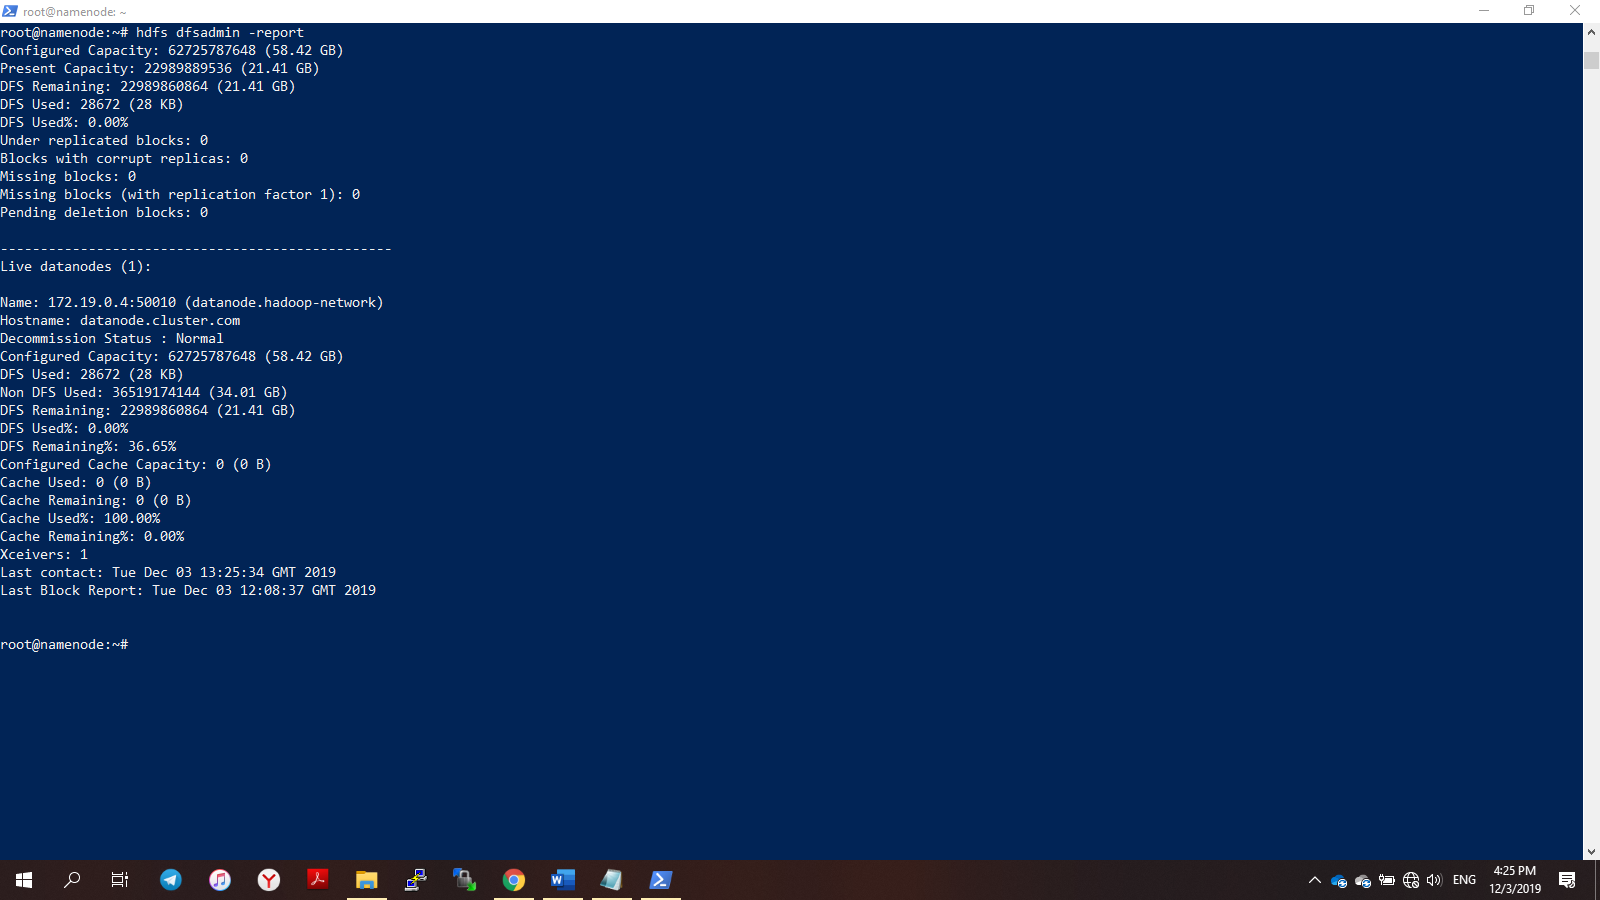 root@namenode: ~
root@namenode:~# hdfs dfsadmin -report
Configured Capacity: 62725787648 (58.42 GB)
Present Capacity: 22989889536 (21.41 GB)
DFS Remaining: 22989860864 (21.41 GB)
DFS Used: 28672 (28 KB)
DFS Used%: 0.00%
Under replicated blocks: 0
Blocks with corrupt replicas: 0
Missing blocks: 0
Missing blocks (with replication factor 1): 0
Pending deletion blocks: 0
-------------------------------------------------
Live datanodes (1):
Name: 172.19.0.4:50010 (datanode.hadoop-network)
Hostname: datanode.cluster.com
Decommission Status : Normal
Configured Capacity: 62725787648 (58.42 GB)
DFS Used: 28672 (28 KB)
Non DFS Used: 36519174144 (34.01 GB)
DFS Remaining: 22989860864 (21.41 GB)
DFS Used%: 0.00%
DFS Remaining%: 36.65%
Configured Cache Capacity: 0 (0 B)
Cache Used: 0 (0 B)
Cache Remaining: 0 (0 B)
Cache Used%: 100.00%
Cache Remaining%: 0.00%
Xceivers: 1
Last contact: Tue Dec 03 13:25:34 GMT 2019
Last Block Report: Tue Dec 03 12:08:37 GMT 2019
root@namenode:~#
ENG
4:25 PM
12/3/2019